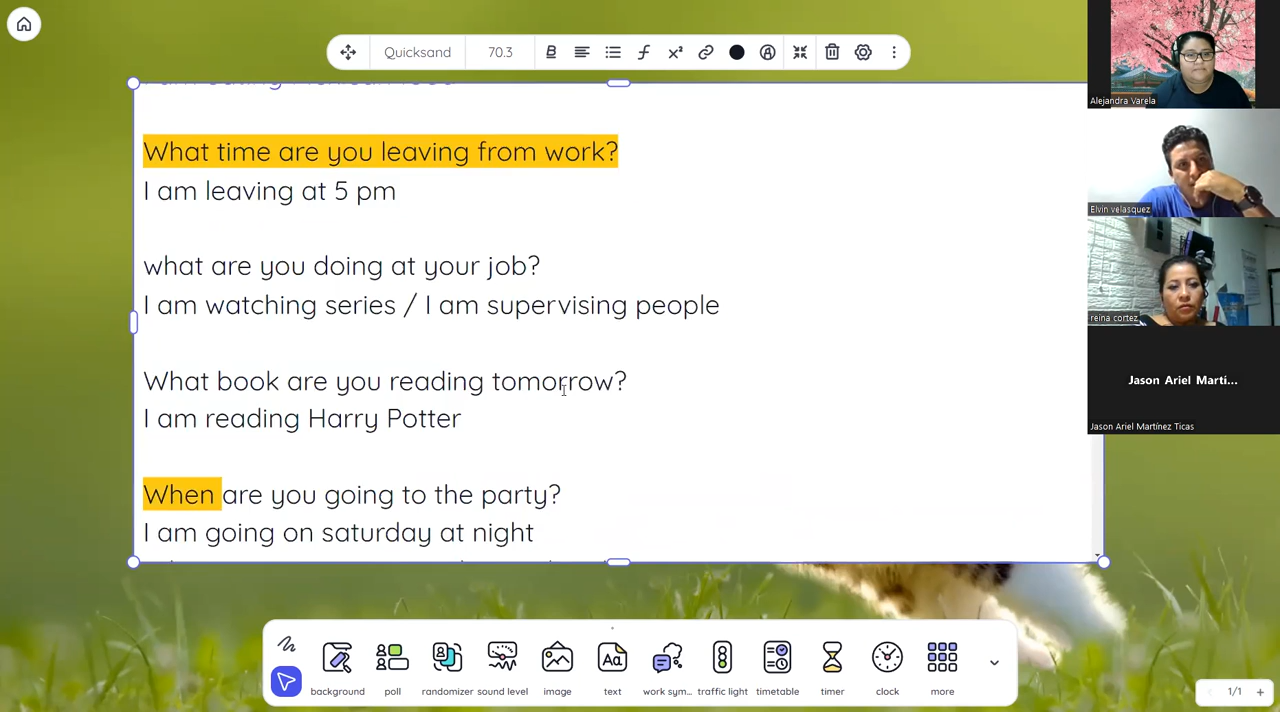 Quicksand
70.3
What time are you leaving from work?
I am leaving at 5 pm
what are you doing at your job?
I am watching series / I am supervising people
What book are you reading tomorrow?
I am reading Harry Potter
When are you going to the party?
I am going on saturday at night
Alejandra Varela
Elvin velasquez
reina cortez
Jason Ariel Martí...
Jason Ariel Martínez Ticas
background
poll
randomizer
sound level
image
Aa
text
work sym...
traffic light
timetable
timer
clock
more
1/1